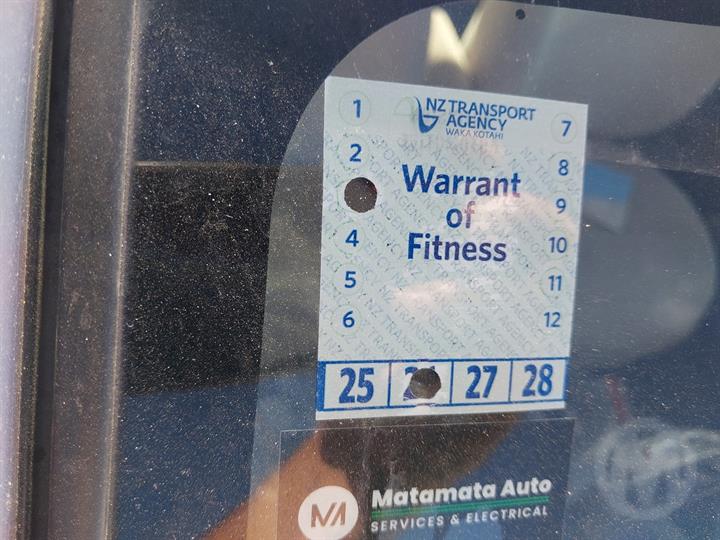 NZ TRANSPORT
AGENCY
WAKA KOTAHI
1
2
4
5
6
7
8
9
10
11
12
Warrant
of
Fitness
25 27 28
Matamata Auto
SERVICES & ELECTRICAL